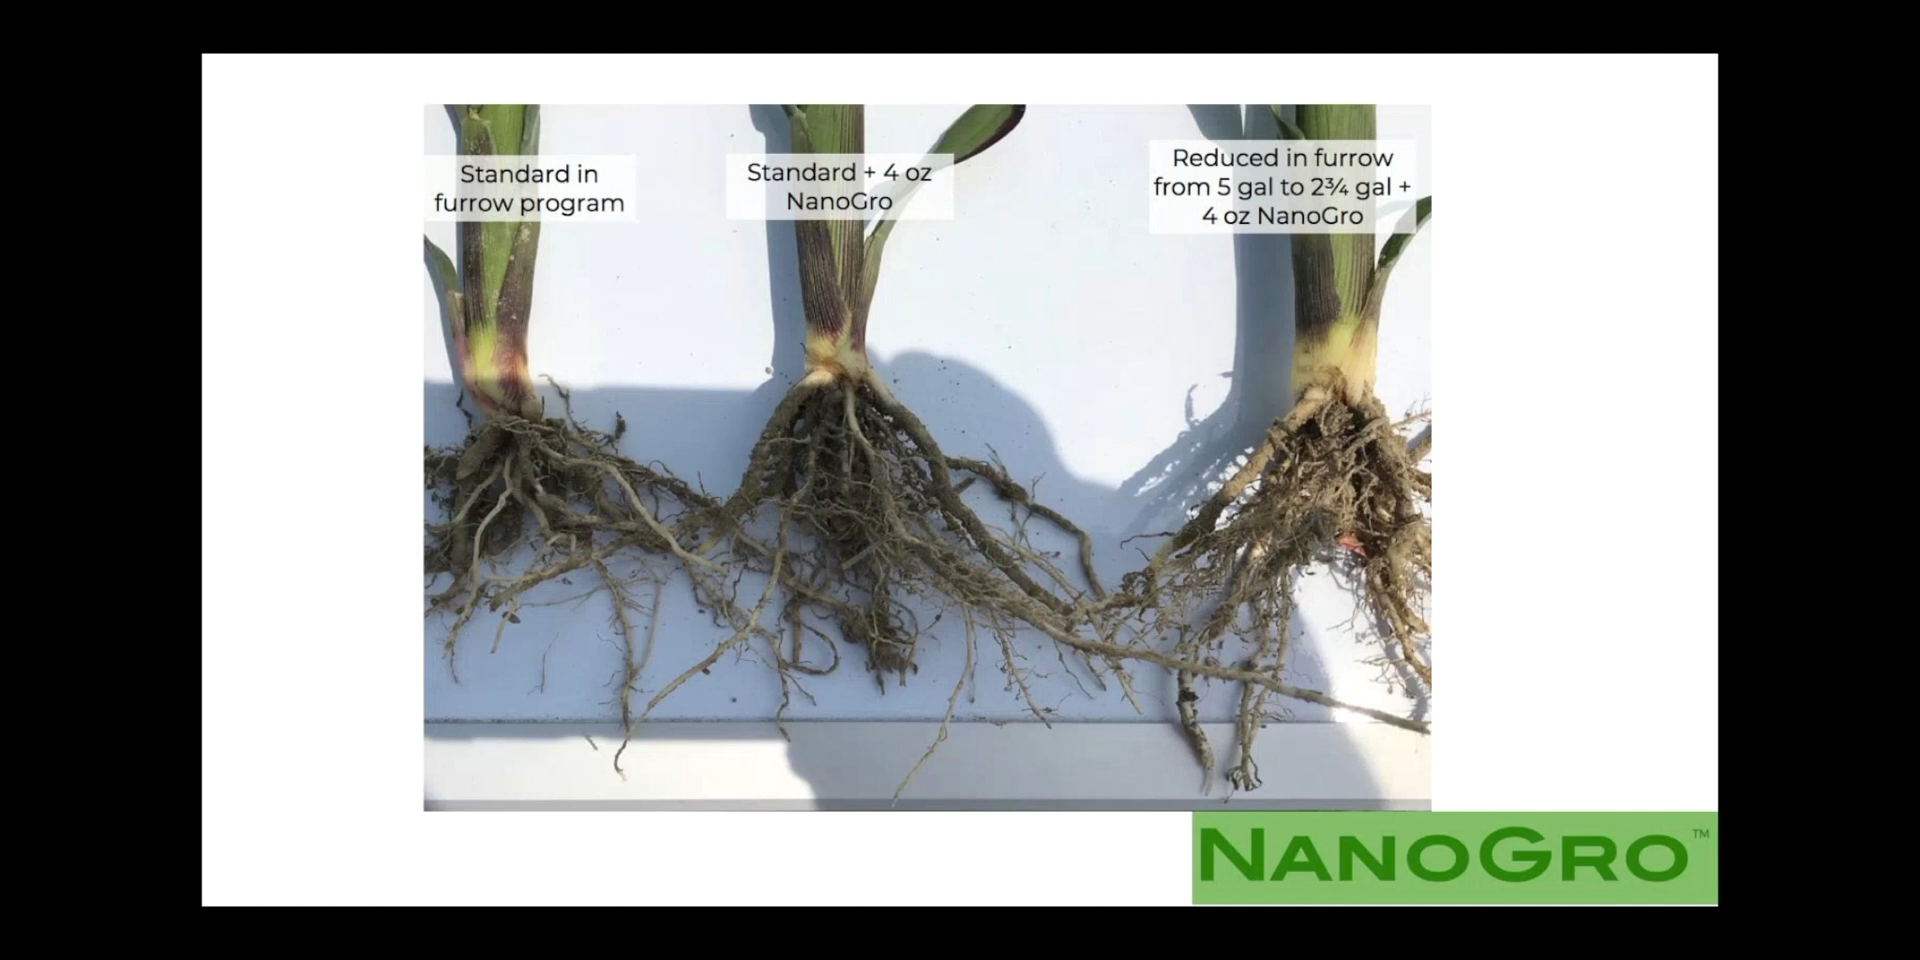 Standard in
furrow program
Standard + 4 oz
NanoGro
Reduced in furrow
from 5 gal to 2¾ gal +
4 oz NanoGro
NANOGRO™